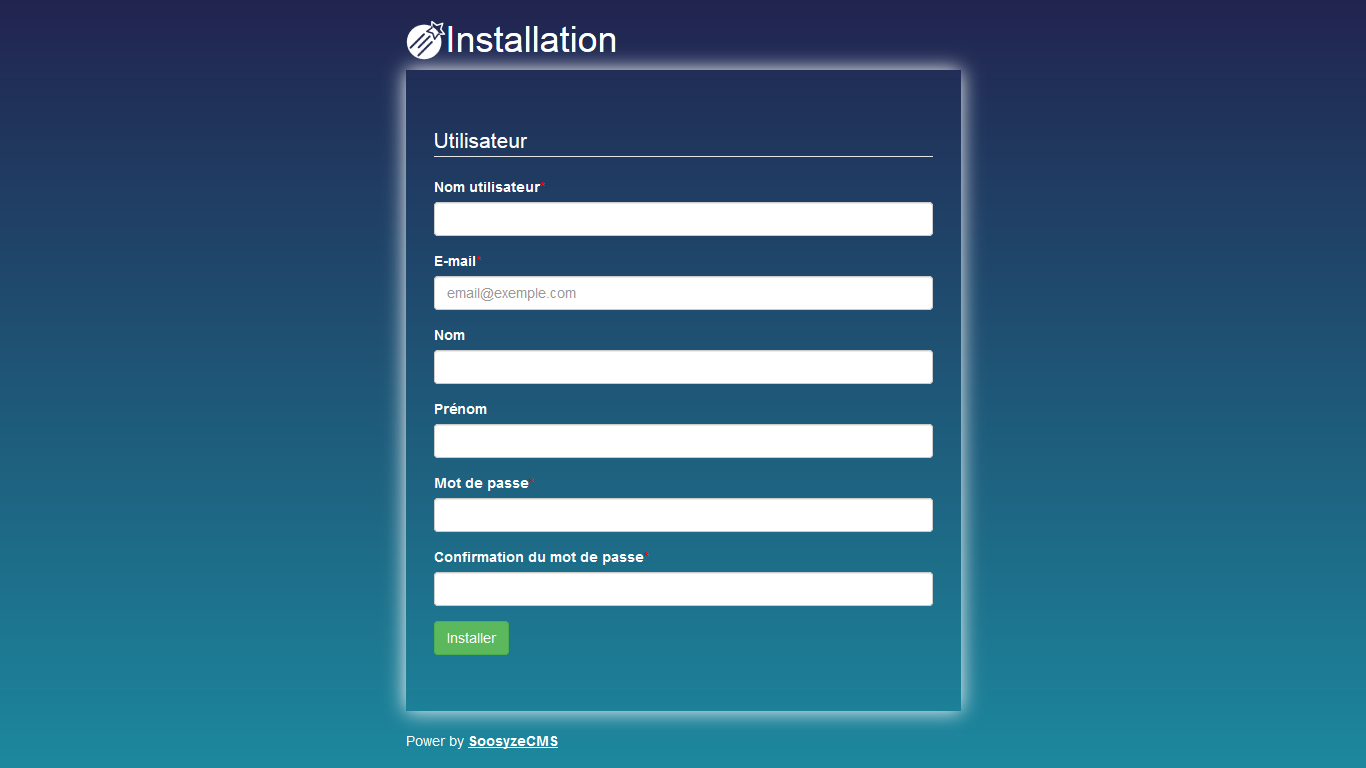 Installation
Utilisateur
Nom utilisateur*
E-mail*
email@exemple.com
Nom
Prénom
Mot de passe*
Confirmation du mot de passe*
Installer
Power by SoosyzeCMS